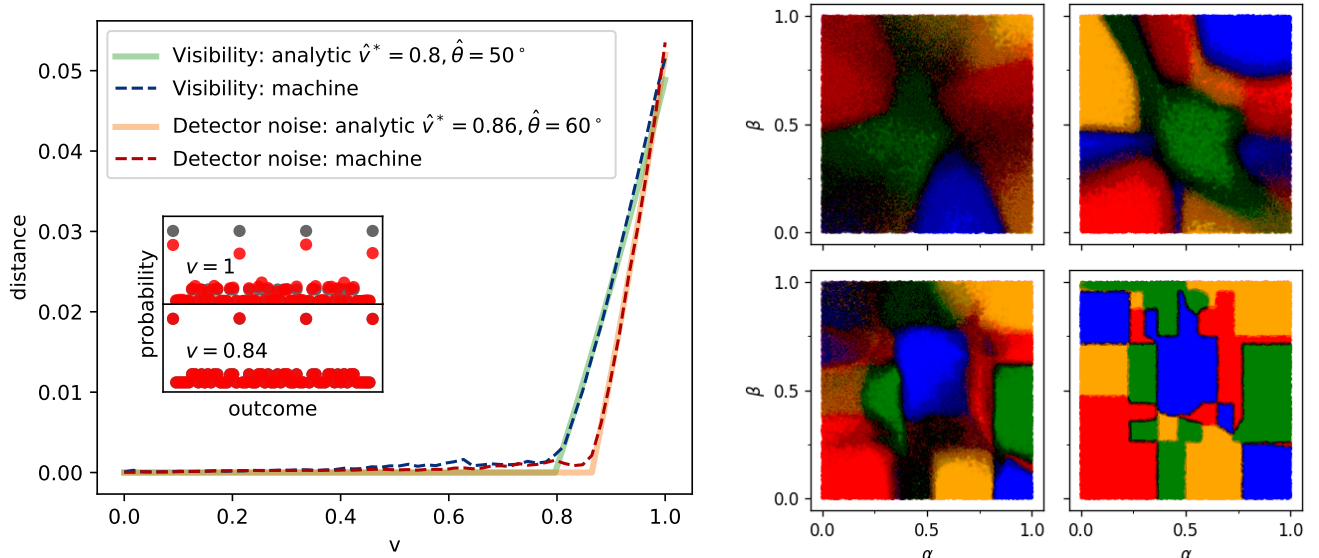 Visibility: analytic v̂* = 0.8, θ̂ = 50°
Visibility: machine
Detector noise: analytic v̂* = 0.86, θ̂ = 60°
Detector noise: machine
distance
0.05
0.04
0.03
0.02
0.01
0.00
0.0 0.2 0.4 0.6 0.8 1.0
v
probability
v = 1
v = 0.84
outcome
β
1.0
0.5
0.0
β
1.0
0.5
0.0
0.0 0.5 1.0
0.0 0.5 1.0
α
α